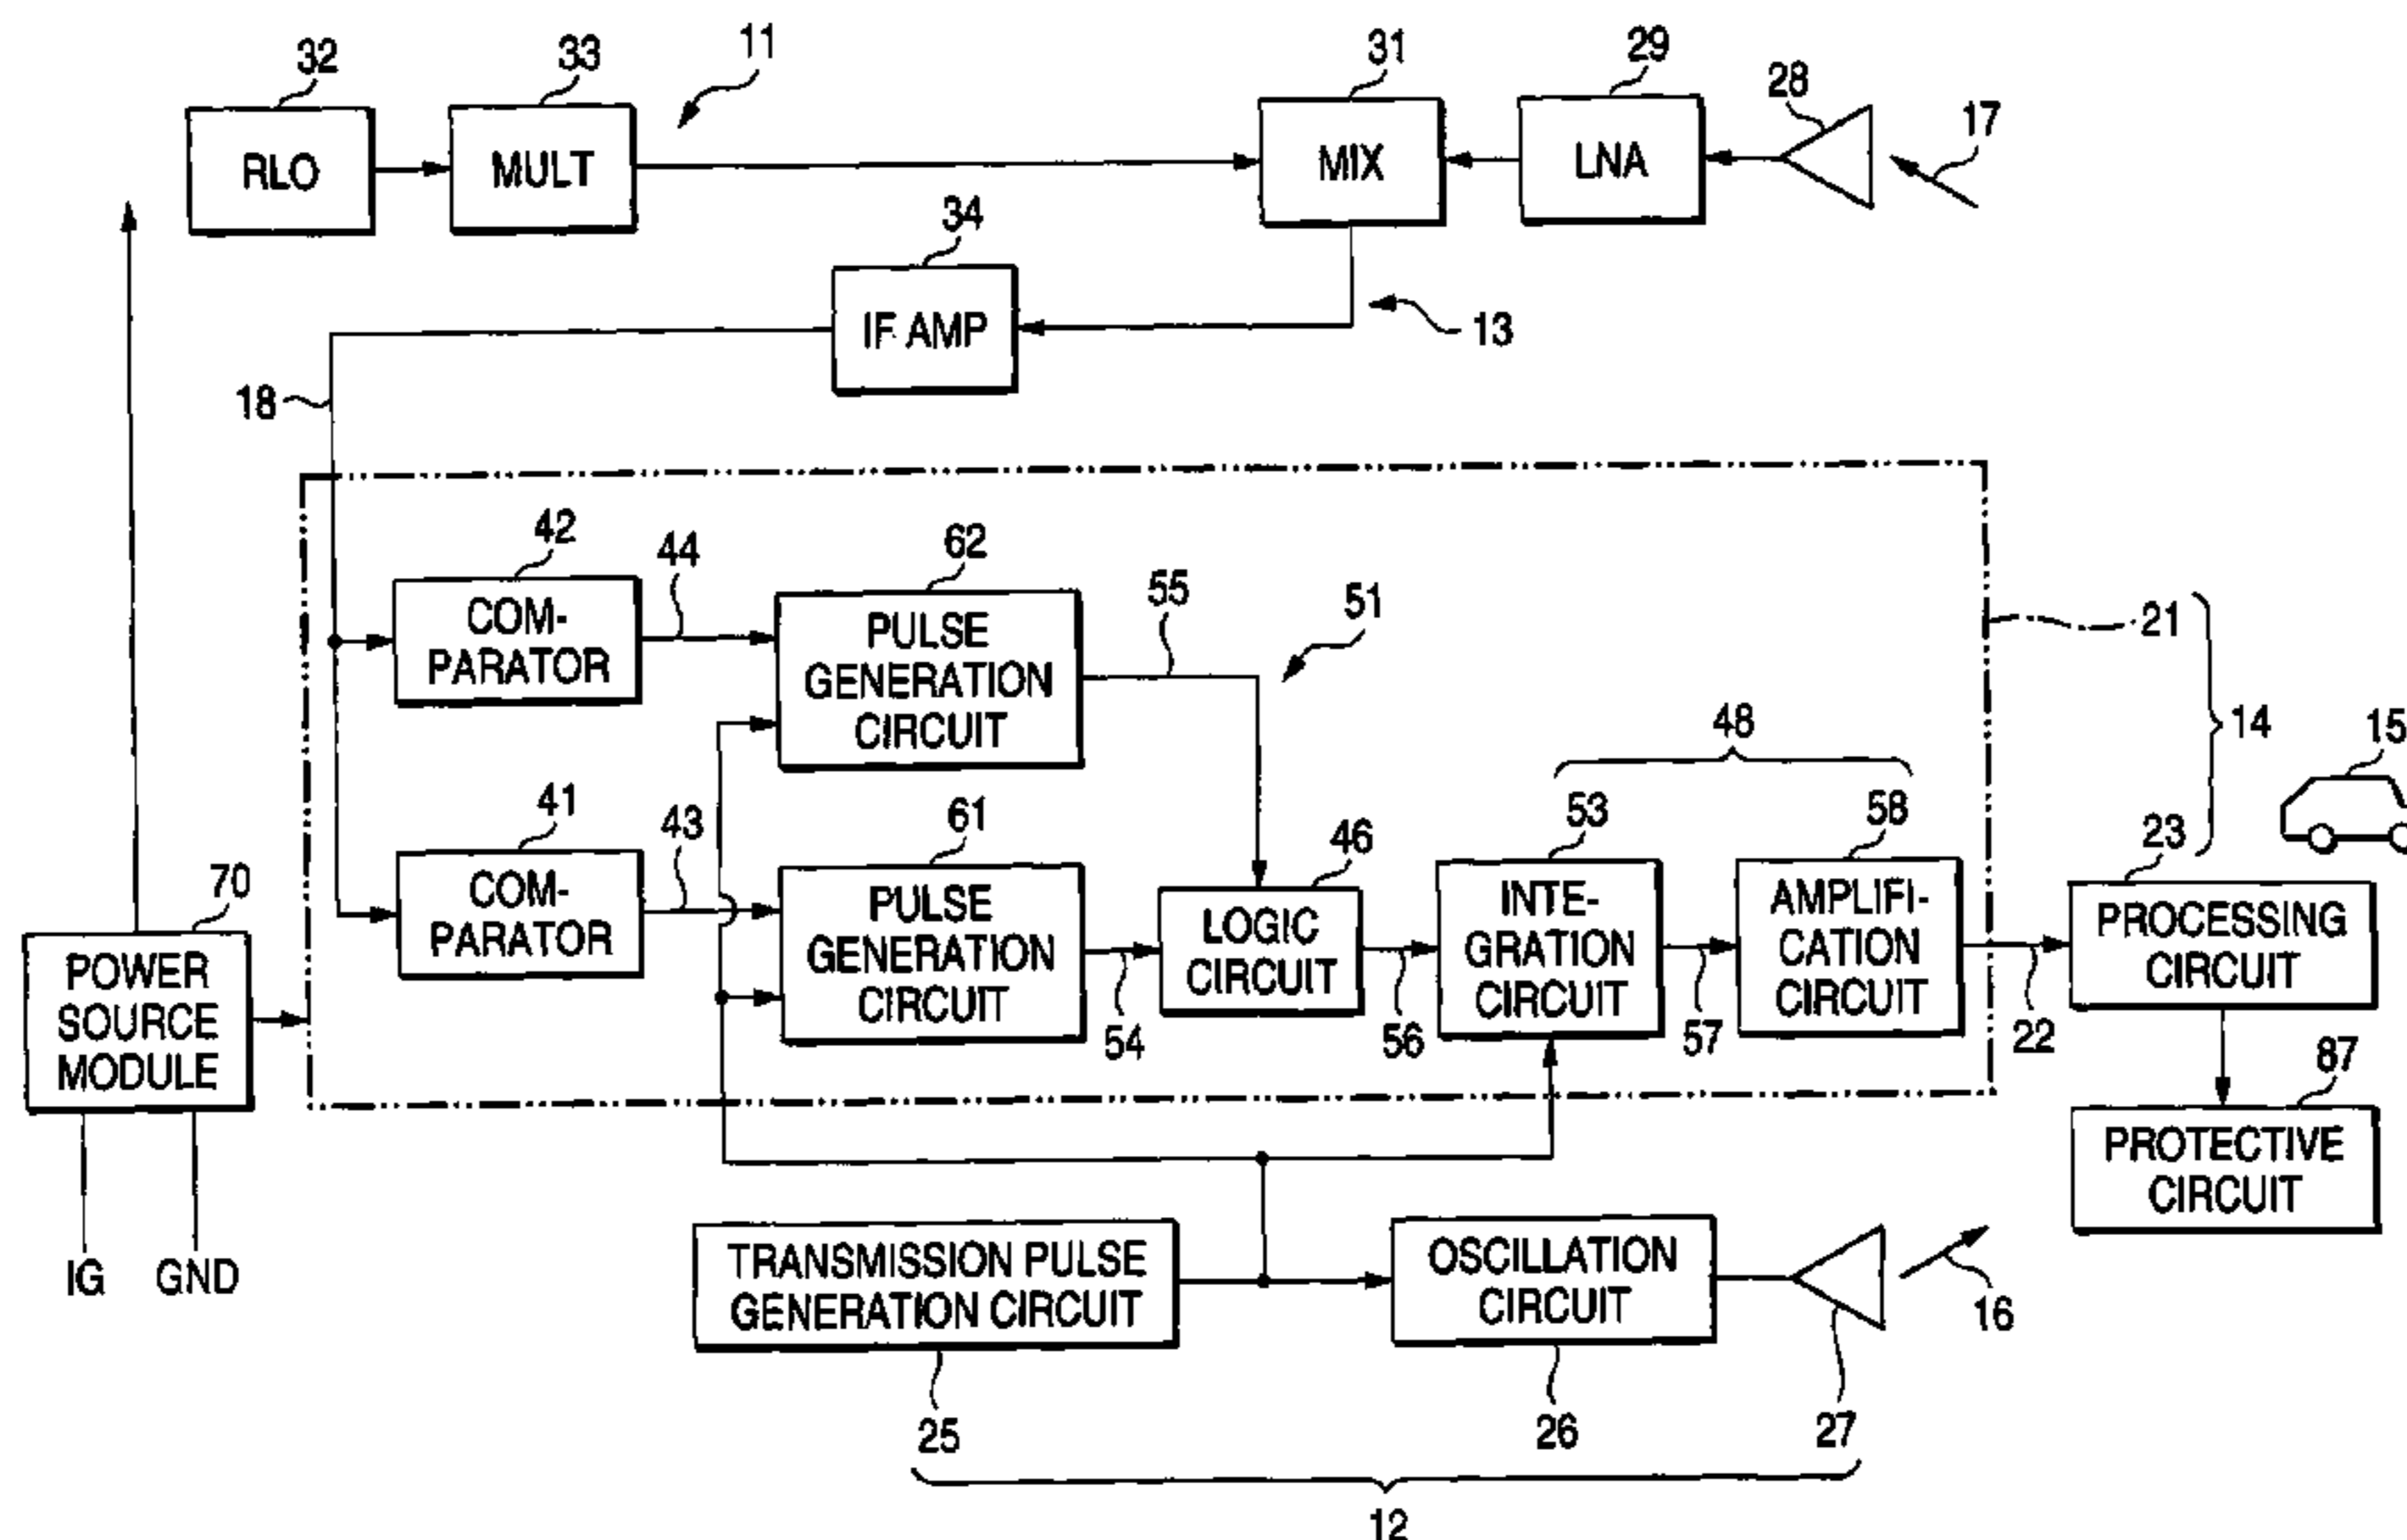 32
33
11
31
29
28
17
RLO
MULT
MIX
LNA
34
IF AMP
13
18
42
44
62
55
51
COM-
PARATOR
PULSE
GENERATION
CIRCUIT
21
14
15
48
41
43
61
46
53
58
23
70
COM-
PARATOR
PULSE
GENERATION
CIRCUIT
LOGIC
CIRCUIT
INTE-
GRATION
CIRCUIT
AMPLIFI-
CATION
CIRCUIT
PROCESSING
CIRCUIT
POWER
SOURCE
MODULE
54
56
57
22
87
PROTECTIVE
CIRCUIT
IG
GND
TRANSMISSION PULSE
GENERATION CIRCUIT
OSCILLATION
CIRCUIT
16
25
26
27
12